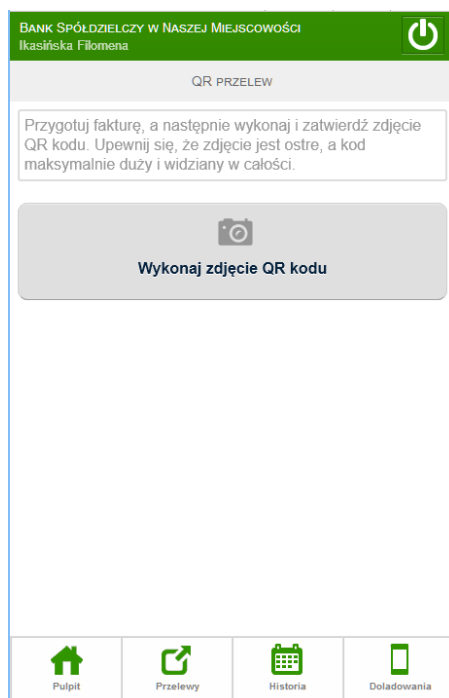 Bank Spółdzielczy w Naszej Miejscowości
Ikasińska Filomena
QR przelew
Przygotuj fakturę, a następnie wykonaj i zatwierdź zdjęcie
QR kodu. Upewnij się, że zdjęcie jest ostre, a kod
maksymalnie duży i widziany w całości.
Wykonaj zdjęcie QR kodu
Pulpit Przelewy Historia Doladowania